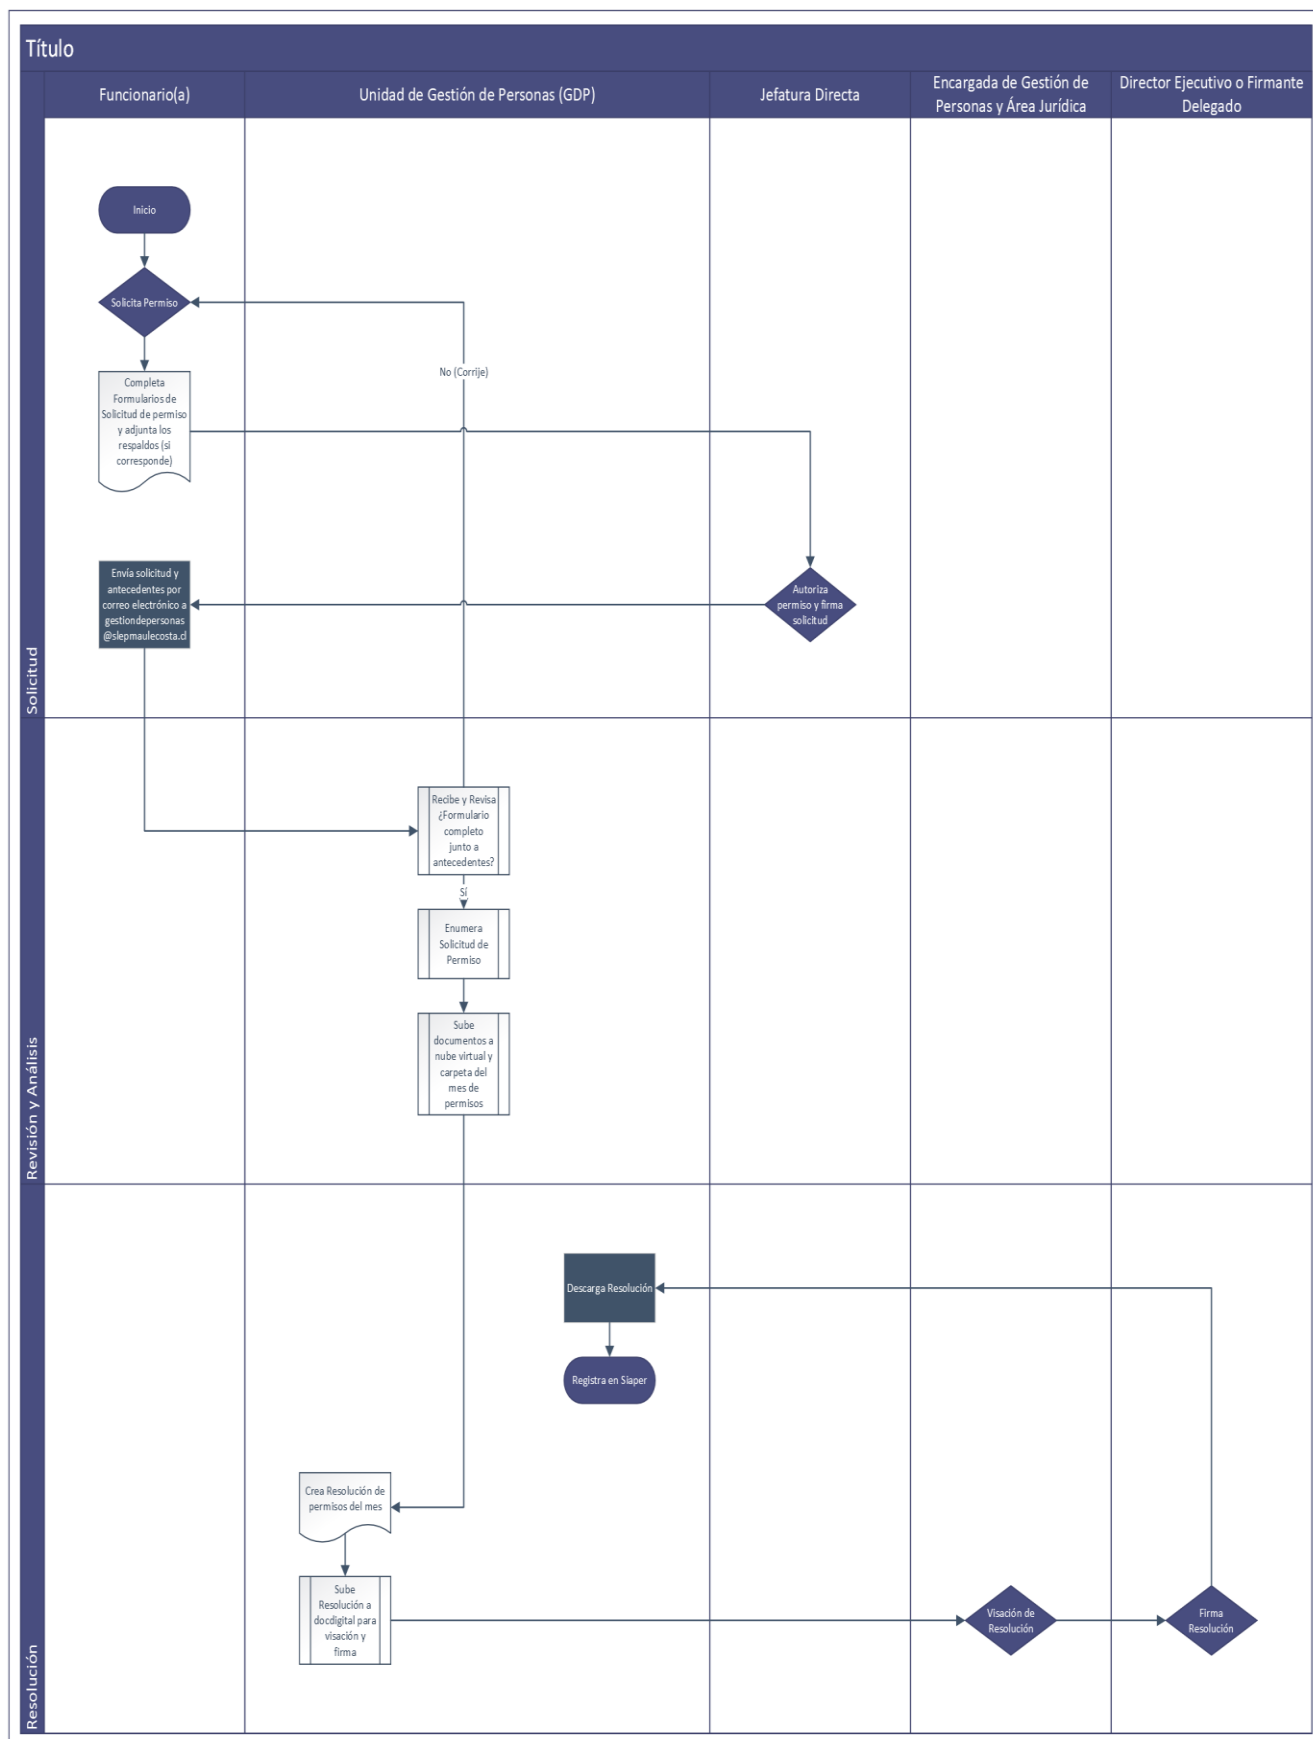 Título
Funcionario(a)
Unidad de Gestión de Personas (GDP)
Jefatura Directa
Encargada de Gestión de
Personas y Área Jurídica
Director Ejecutivo o Firmante
Delegado
Solicitud
Inicio
Solicita Permiso
No (Corrije)
Completa
Formularios de
Solicitud de permiso
y adjunta los
respaldos (si
corresponde)
Autoriza
permiso y firma
solicitud
Envía solicitud y
antecedentes por
correo electrónico a
gestiondepersonas
@slepmaulecosta.cl
Revisión y Análisis
Recibe y Revisa
¿Formulario
completo
junto a
antecedentes?
Sí
Enumera
Solicitud de
Permiso
Sube
documentos a
nube virtual y
carpeta del
mes de
permisos
Resolución
Descarga Resolución
Registra en Siaper
Crea Resolución de
permisos del mes
Sube
Resolución a
docdigital para
visación y
firma
Visación de
Resolución
Firma
Resolución